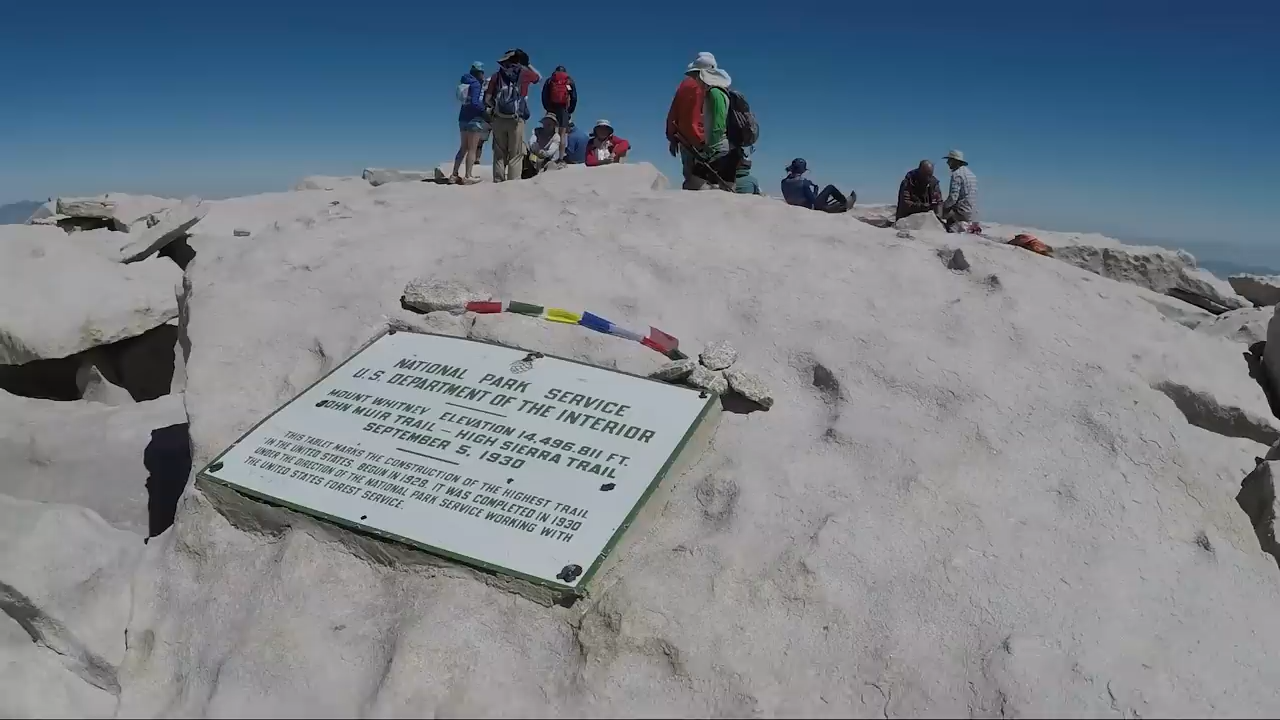 NATIONAL PARK SERVICE
U.S. DEPARTMENT OF THE INTERIOR
MOUNT WHITNEY ELEVATION 14,496.811 FT.
JOHN MUIR TRAIL — HIGH SIERRA TRAIL
SEPTEMBER 5, 1930
THIS TABLET MARKS THE CONSTRUCTION OF THE HIGHEST TRAIL
IN THE UNITED STATES. BEGUN IN 1928, IT WAS COMPLETED IN 1930
UNDER THE DIRECTION OF THE NATIONAL PARK SERVICE WORKING WITH
THE UNITED STATES FOREST SERVICE.